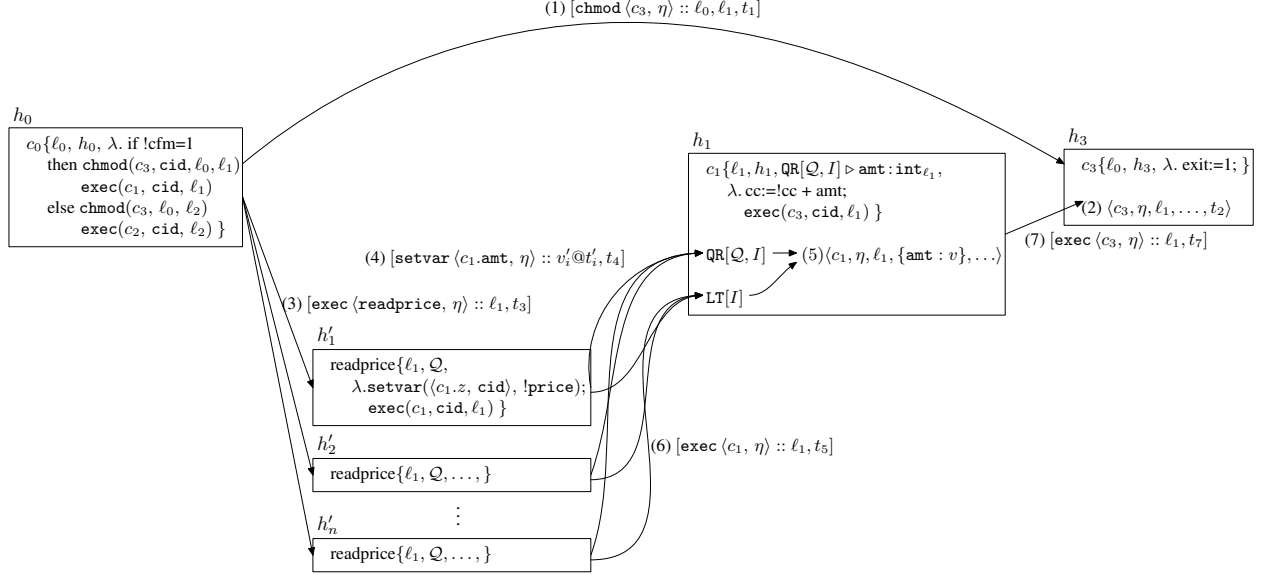 (1) [chmod ⟨c₃, η⟩ :: ℓ₀, ℓ₁, t₁]
h₀
c₀{ℓ₀, h₀, λ. if !cfm=1
then chmod(c₃, cid, ℓ₀, ℓ₁)
exec(c₁, cid, ℓ₁)
else chmod(c₃, ℓ₀, ℓ₂)
exec(c₂, cid, ℓ₂) }
h₁
c₁{ℓ₁, h₁, QR[𝒬, I] ▷ amt : int_ℓ₁,
λ. cc:=!cc + amt;
exec(c₃, cid, ℓ₁) }
QR[𝒬, I]
(5)⟨c₁, η, ℓ₁, {amt : v}, …⟩
LT[I]
h₃
c₃{ℓ₀, h₃, λ. exit:=1; }
(2) ⟨c₃, η, ℓ₁, …, t₂⟩
(7) [exec ⟨c₃, η⟩ :: ℓ₁, t₇]
(4) [setvar ⟨c₁.amt, η⟩ :: v′ᵢ@t′ᵢ, t₄]
(3) [exec ⟨readprice, η⟩ :: ℓ₁, t₃]
h′₁
readprice{ℓ₁, 𝒬,
λ.setvar(⟨c₁.z, cid⟩, !price);
exec(c₁, cid, ℓ₁) }
h′₂
readprice{ℓ₁, 𝒬, …, }
(6) [exec ⟨c₁, η⟩ :: ℓ₁, t₅]
⋮
h′ₙ
readprice{ℓ₁, 𝒬, …, }